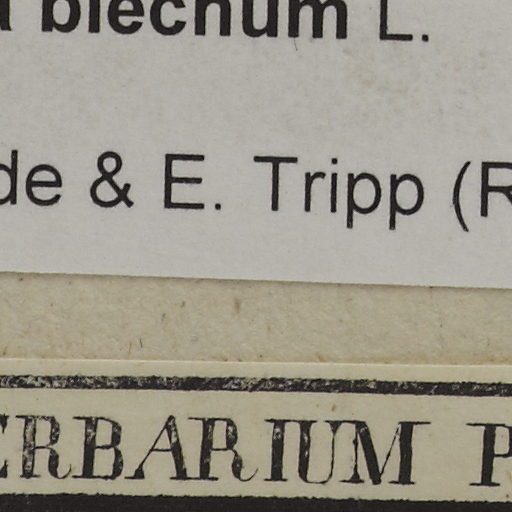 blechum L.
de & E. Tripp (R
ERBARIUM P